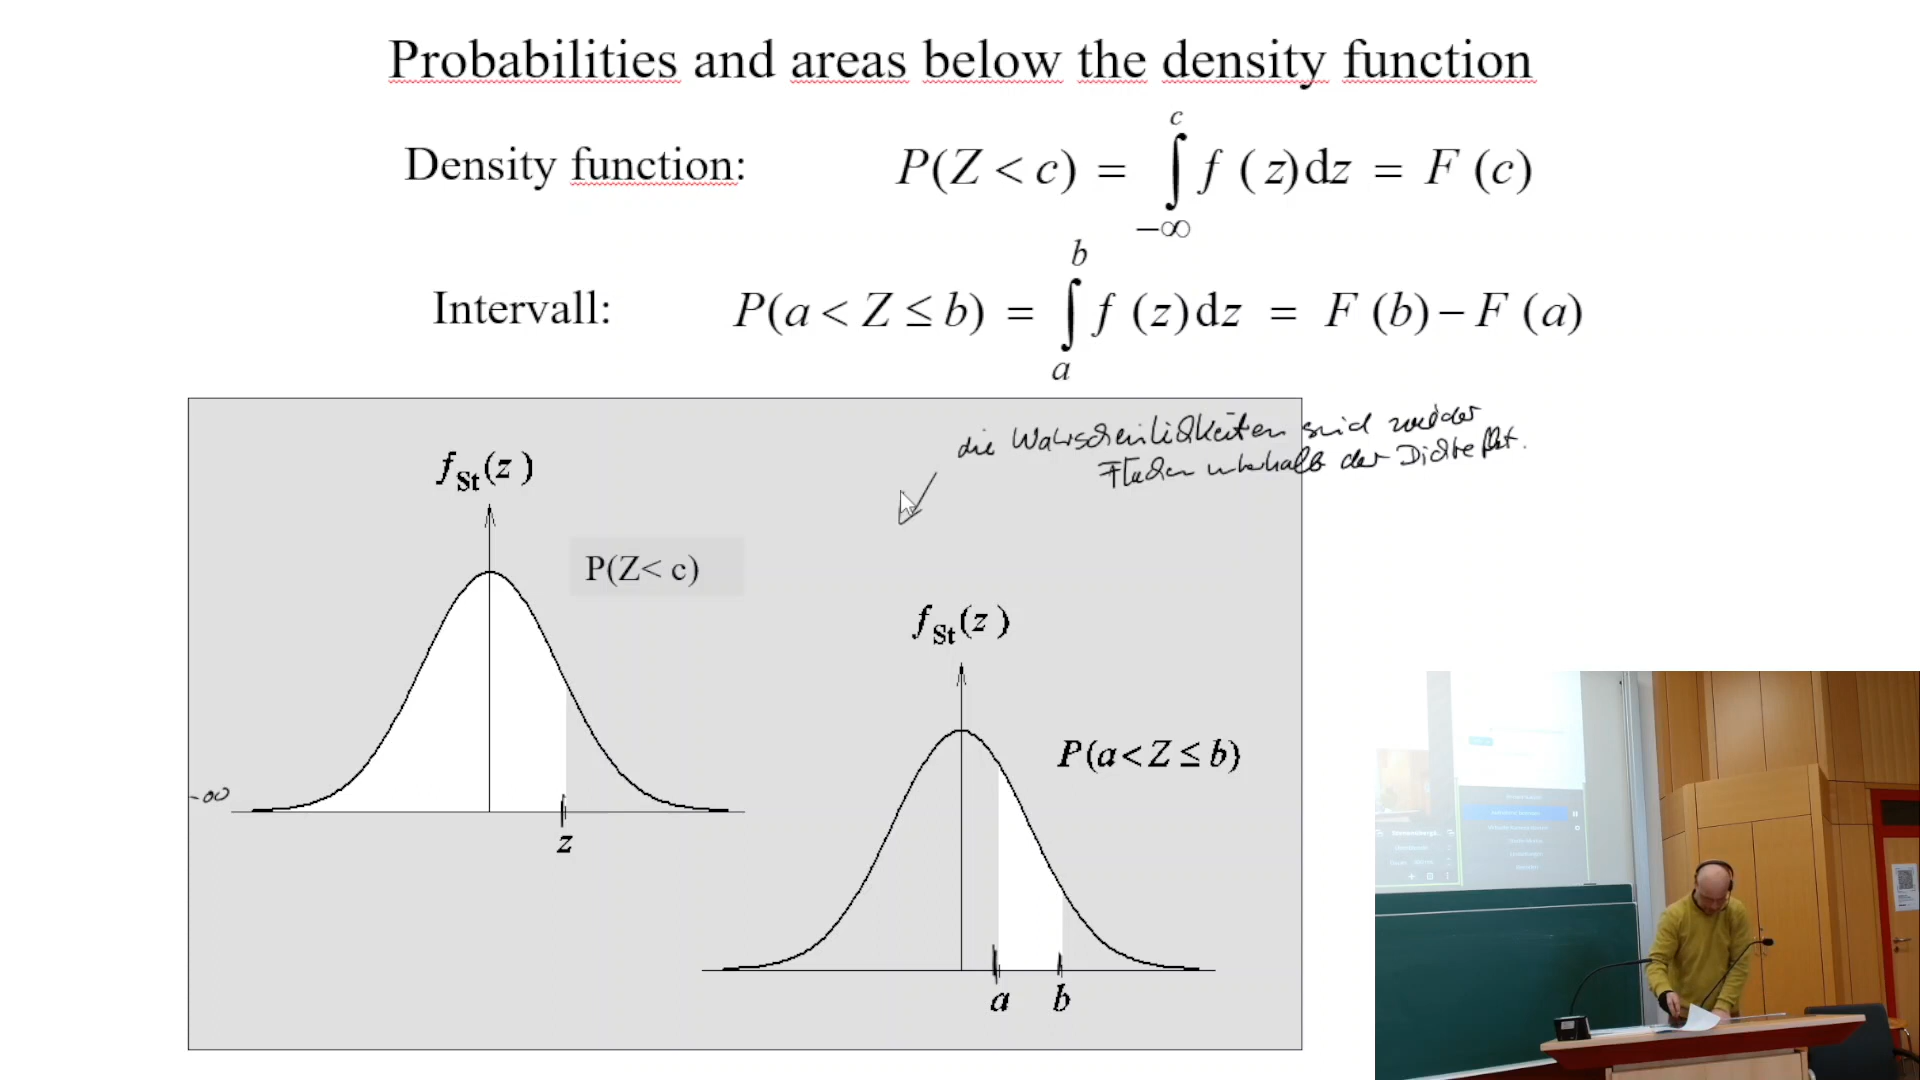 Probabilities and areas below the density function
Density function: P(Z < c) = ∫_{-∞}^{c} f (z)dz = F (c)
Intervall: P(a < Z ≤ b) = ∫_{a}^{b} f (z)dz = F (b) – F (a)
die Wahrscheinlichkeiten sind
Flächen unterhalb der Dichte
f_St(z )
P(Z< c)
-∞
z
f_St(z )
P(a<Z ≤ b)
a b